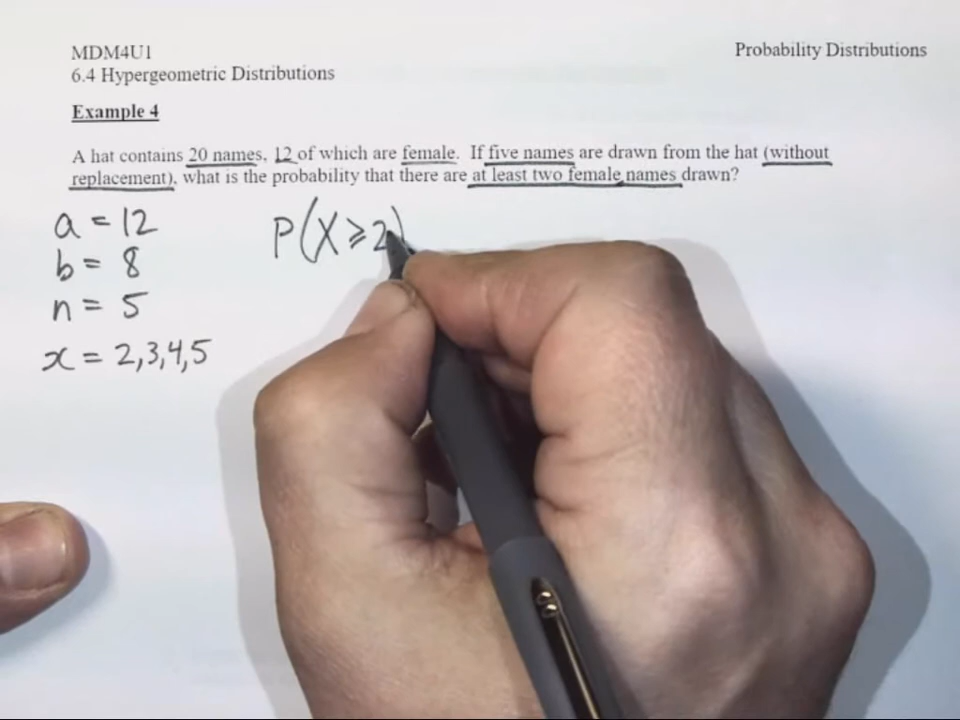 MDM4U1
Probability Distributions
6.4 Hypergeometric Distributions
Example 4
A hat contains 20 names, 12 of which are female. If five names are drawn from the hat (without
replacement), what is the probability that there are at least two female names drawn?
a = 12
b = 8
n = 5
x = 2,3,4,5
P(X ⩾ 2)